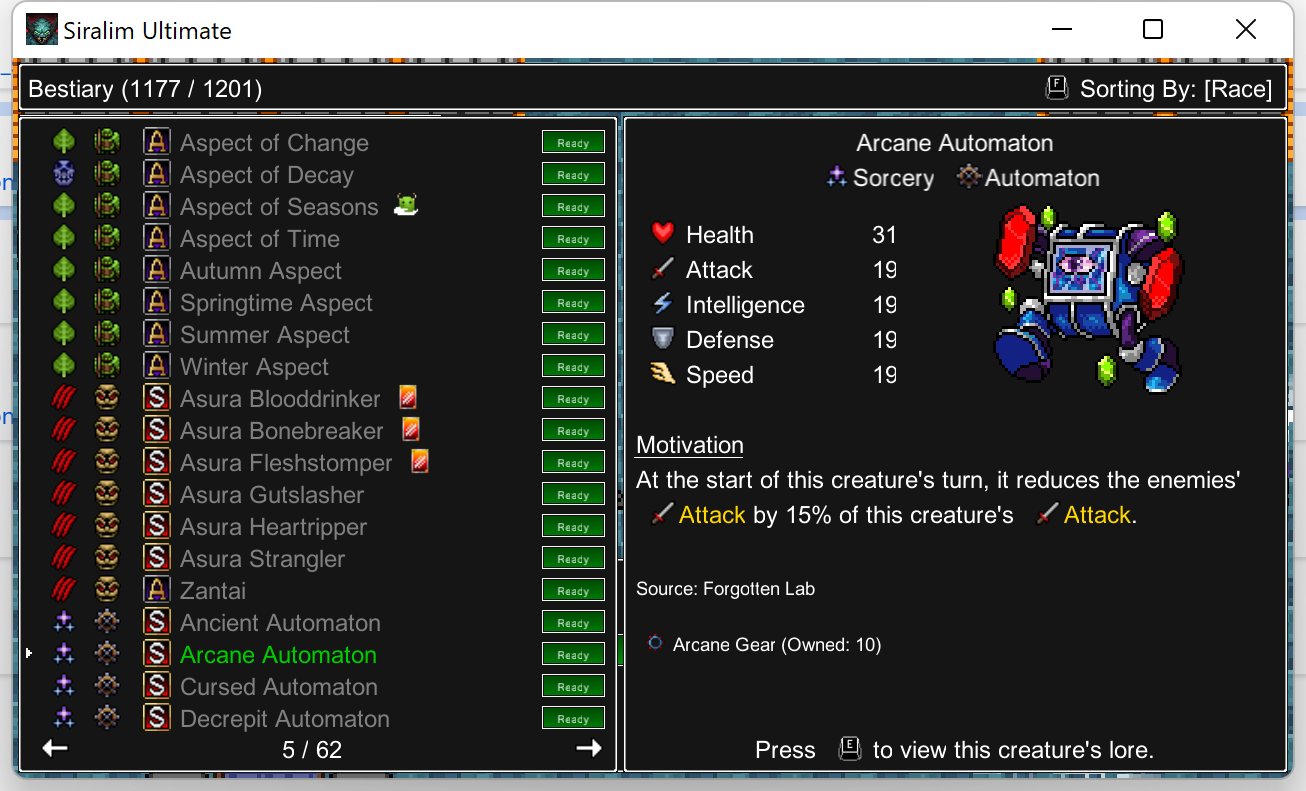 Siralim Ultimate
Bestiary (1177 / 1201)
F Sorting By: [Race]
A Aspect of Change Ready
A Aspect of Decay Ready
A Aspect of Seasons Ready
A Aspect of Time Ready
A Autumn Aspect Ready
A Springtime Aspect Ready
A Summer Aspect Ready
A Winter Aspect Ready
S Asura Blooddrinker Ready
S Asura Bonebreaker Ready
S Asura Fleshstomper Ready
S Asura Gutslasher Ready
S Asura Heartripper Ready
S Asura Strangler Ready
A Zantai Ready
S Ancient Automaton Ready
S Arcane Automaton Ready
S Cursed Automaton Ready
S Decrepit Automaton Ready
5 / 62
Arcane Automaton
Sorcery Automaton
Health 31
Attack 19
Intelligence 19
Defense 19
Speed 19
Motivation
At the start of this creature's turn, it reduces the enemies'
Attack by 15% of this creature's Attack.
Source: Forgotten Lab
Arcane Gear (Owned: 10)
Press E to view this creature's lore.